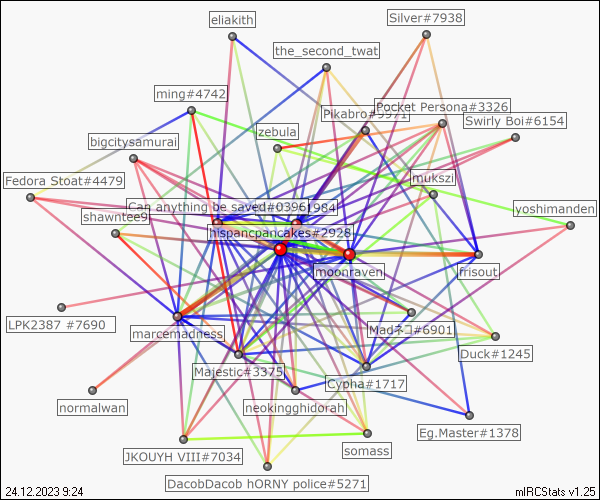 eliakith
Silver#7938
the_second_twat
ming#4742
Pikabro#9971
Pocket Persona#3326
Swirly Boi#6154
zebula
bigcitysamurai
Fedora Stoat#4479
mukszi
Can anything be saved#0396
1984
yoshimanden
shawntee9
hispancpancakes#2928
moonraven
frisout
LPK2387 #7690
marcemadness
Madネコ#6901
Duck#1245
Majestic#3375
Cypha#1717
normalwan
neokingghidorah
Eg.Master#1378
somass
JKOUYH VIII#7034
DacobDacob hORNY police#5271
24.12.2023 9:24
mIRCStats v1.25